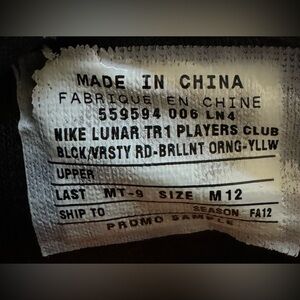 MADE IN CHINA
FABRIQUE EN CHINE
559594 006 LN4
NIKE LUNAR TR1 PLAYERS CLUB
BLCK/VRSTY RD-BRLLNT ORNG-YLLW
UPPER
LAST MT-9 SIZE M 12
SHIP TO SEASON FA12
PROMO SAMPLE